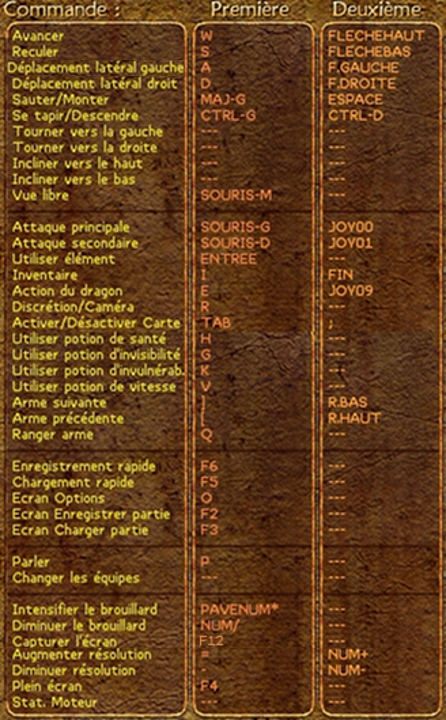 Commande : Première Deuxième
Avancer W FLECHEHAUT
Reculer S FLECHEBAS
Déplacement latéral gauche A F.GAUCHE
Déplacement latéral droit D F.DROITE
Sauter/Monter MAJ-G ESPACE
Se tapir/Descendre CTRL-G CTRL-D
Tourner vers la gauche --- ---
Tourner vers la droite --- ---
Incliner vers le haut --- ---
Incliner vers le bas --- ---
Vue libre SOURIS-M ---
Attaque principale SOURIS-G JOY00
Attaque secondaire SOURIS-D JOY01
Utiliser élément ENTREE ---
Inventaire I FIN
Action du dragon E JOY09
Discrétion/Caméra R ---
Activer/Désactiver Carte TAB ;
Utiliser potion de santé H ---
Utiliser potion d'invisibilité G ---
Utiliser potion d'invulnérab. K ---
Utiliser potion de vitesse V ---
Arme suivante ] R.BAS
Arme précédente [ R.HAUT
Ranger arme Q ---
Enregistrement rapide F6 ---
Chargement rapide F5 ---
Ecran Options O ---
Ecran Enregistrer partie F2 ---
Ecran Charger partie F3 ---
Parler P ---
Changer les équipes --- ---
Intensifier le brouillard PAVENUM* ---
Diminuer le brouillard NUM/ ---
Capturer l'écran F12 ---
Augmenter résolution = NUM+
Diminuer résolution - NUM-
Plein écran F4 ---
Stat. Moteur --- ---